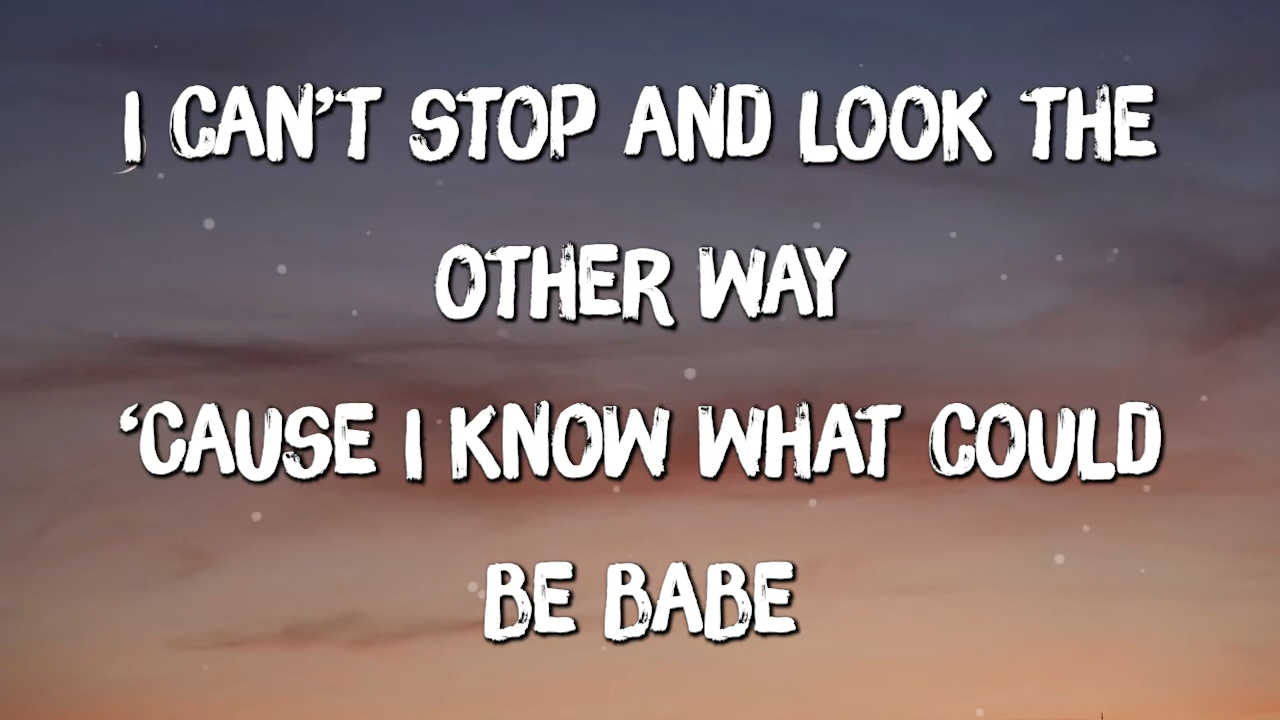 I CAN'T STOP AND LOOK THE
OTHER WAY
‘CAUSE I KNOW WHAT COULD
BE BABE